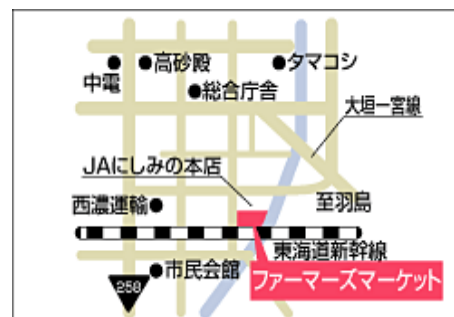 中電
高砂殿
タマコシ
総合庁舎
大垣一宮線
JAにしみの本店
西濃運輸
至羽島
東海道新幹線
市民会館
ファーマーズマーケット
258